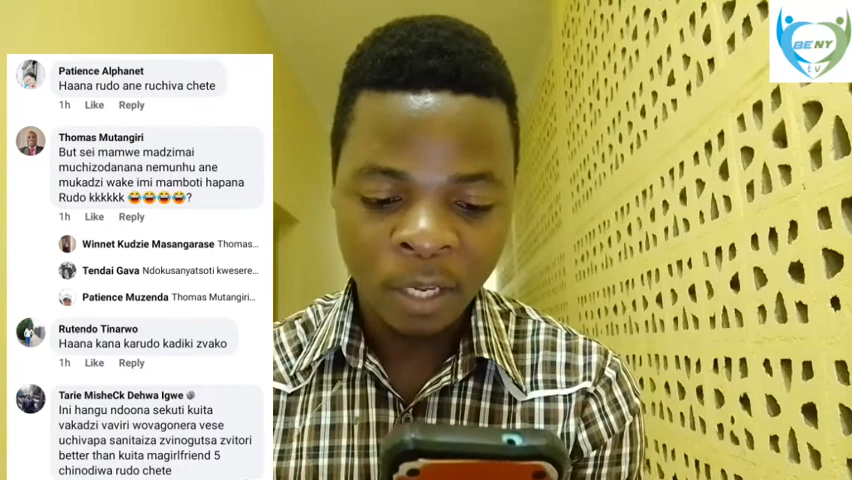 Patience Alphanet
Haana rudo ane ruchiva chete
1h Like Reply
Thomas Mutangiri
But sei mamwe madzimai
muchizodanana nemunhu ane
mukadzi wake imi mamboti hapana
Rudo kkkkkk 😂😂😂😂?
1h Like Reply
Winnet Kudzie Masangarase Thomas...
Tendai Gava Ndokusanyatsoti kwesere...
Patience Muzenda Thomas Mutangiri...
Rutendo Tinarwo
Haana kana karudo kadiki zvako
1h Like Reply
Tarie MisheCk Dehwa Igwe
Ini hangu ndoona sekuti kuita
vakadzi vaviri wovagonera vese
uchivapa sanitaiza zvinogutsa zvitori
better than kuita magirlfriend 5
chinodiwa rudo chete
BENY
tv